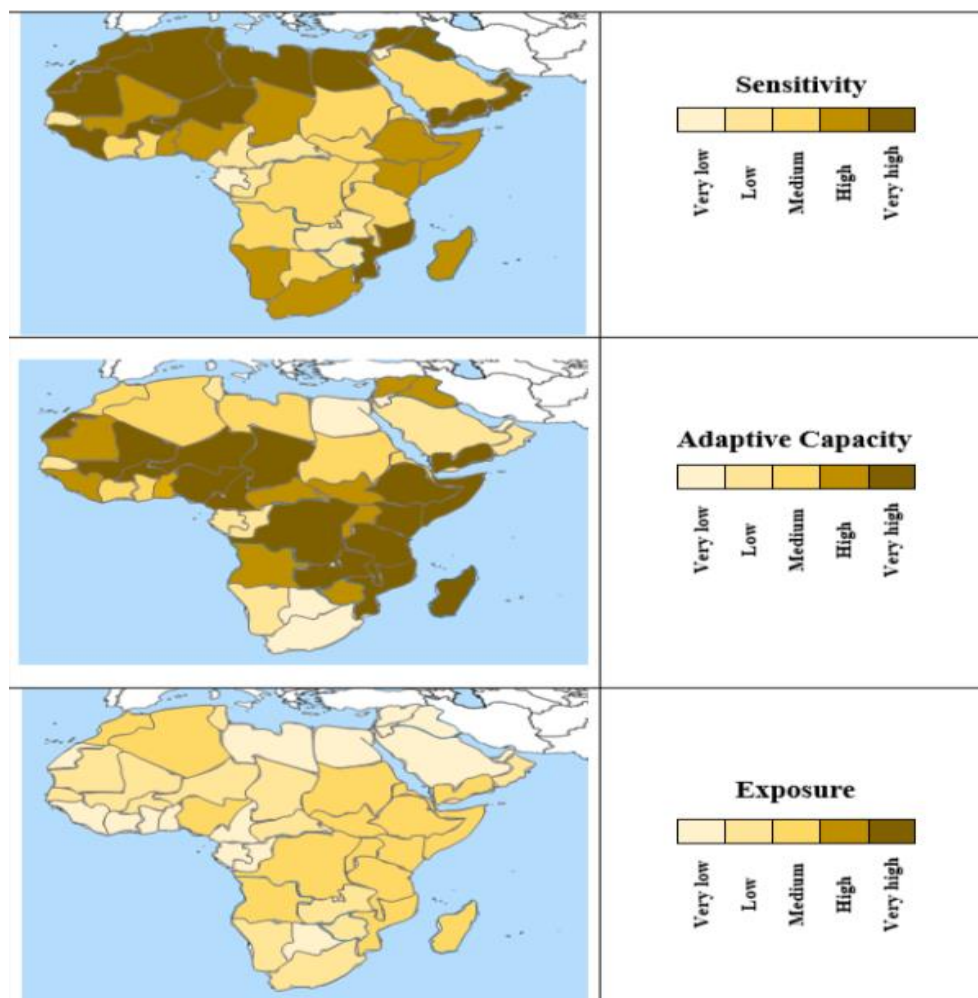 Sensitivity
Very low
Low
Medium
High
Very high
Adaptive Capacity
Very low
Low
Medium
High
Very high
Exposure
Very low
Low
Medium
High
Very high